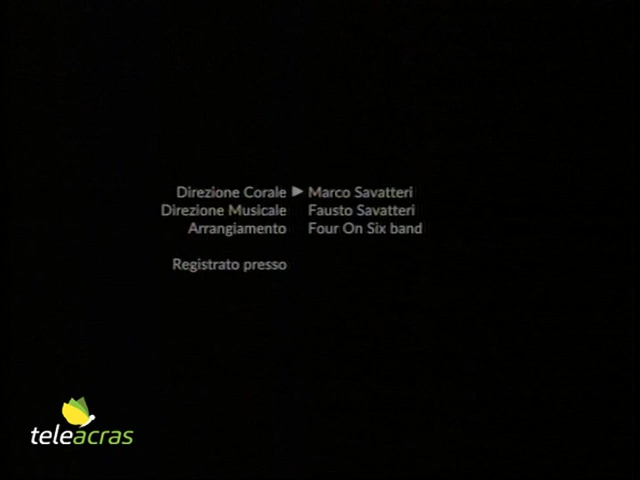 Direzione Corale ▶ Marco Savatteri
Direzione Musicale Fausto Savatteri
Arrangiamento Four On Six band
Registrato presso
teleacras